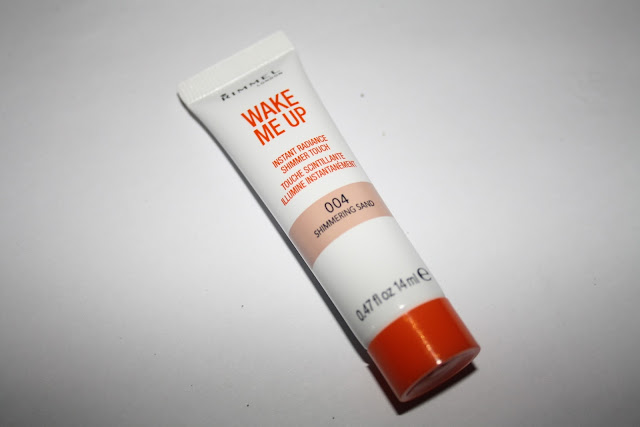 RIMMEL
LONDON
WAKE
ME UP
INSTANT RADIANCE
SHIMMER TOUCH
TOUCHE SCINTILLANTE
ILLUMINE INSTANTANÉMENT
004
SHIMMERING SAND
0.47 fl oz 14 ml ℮